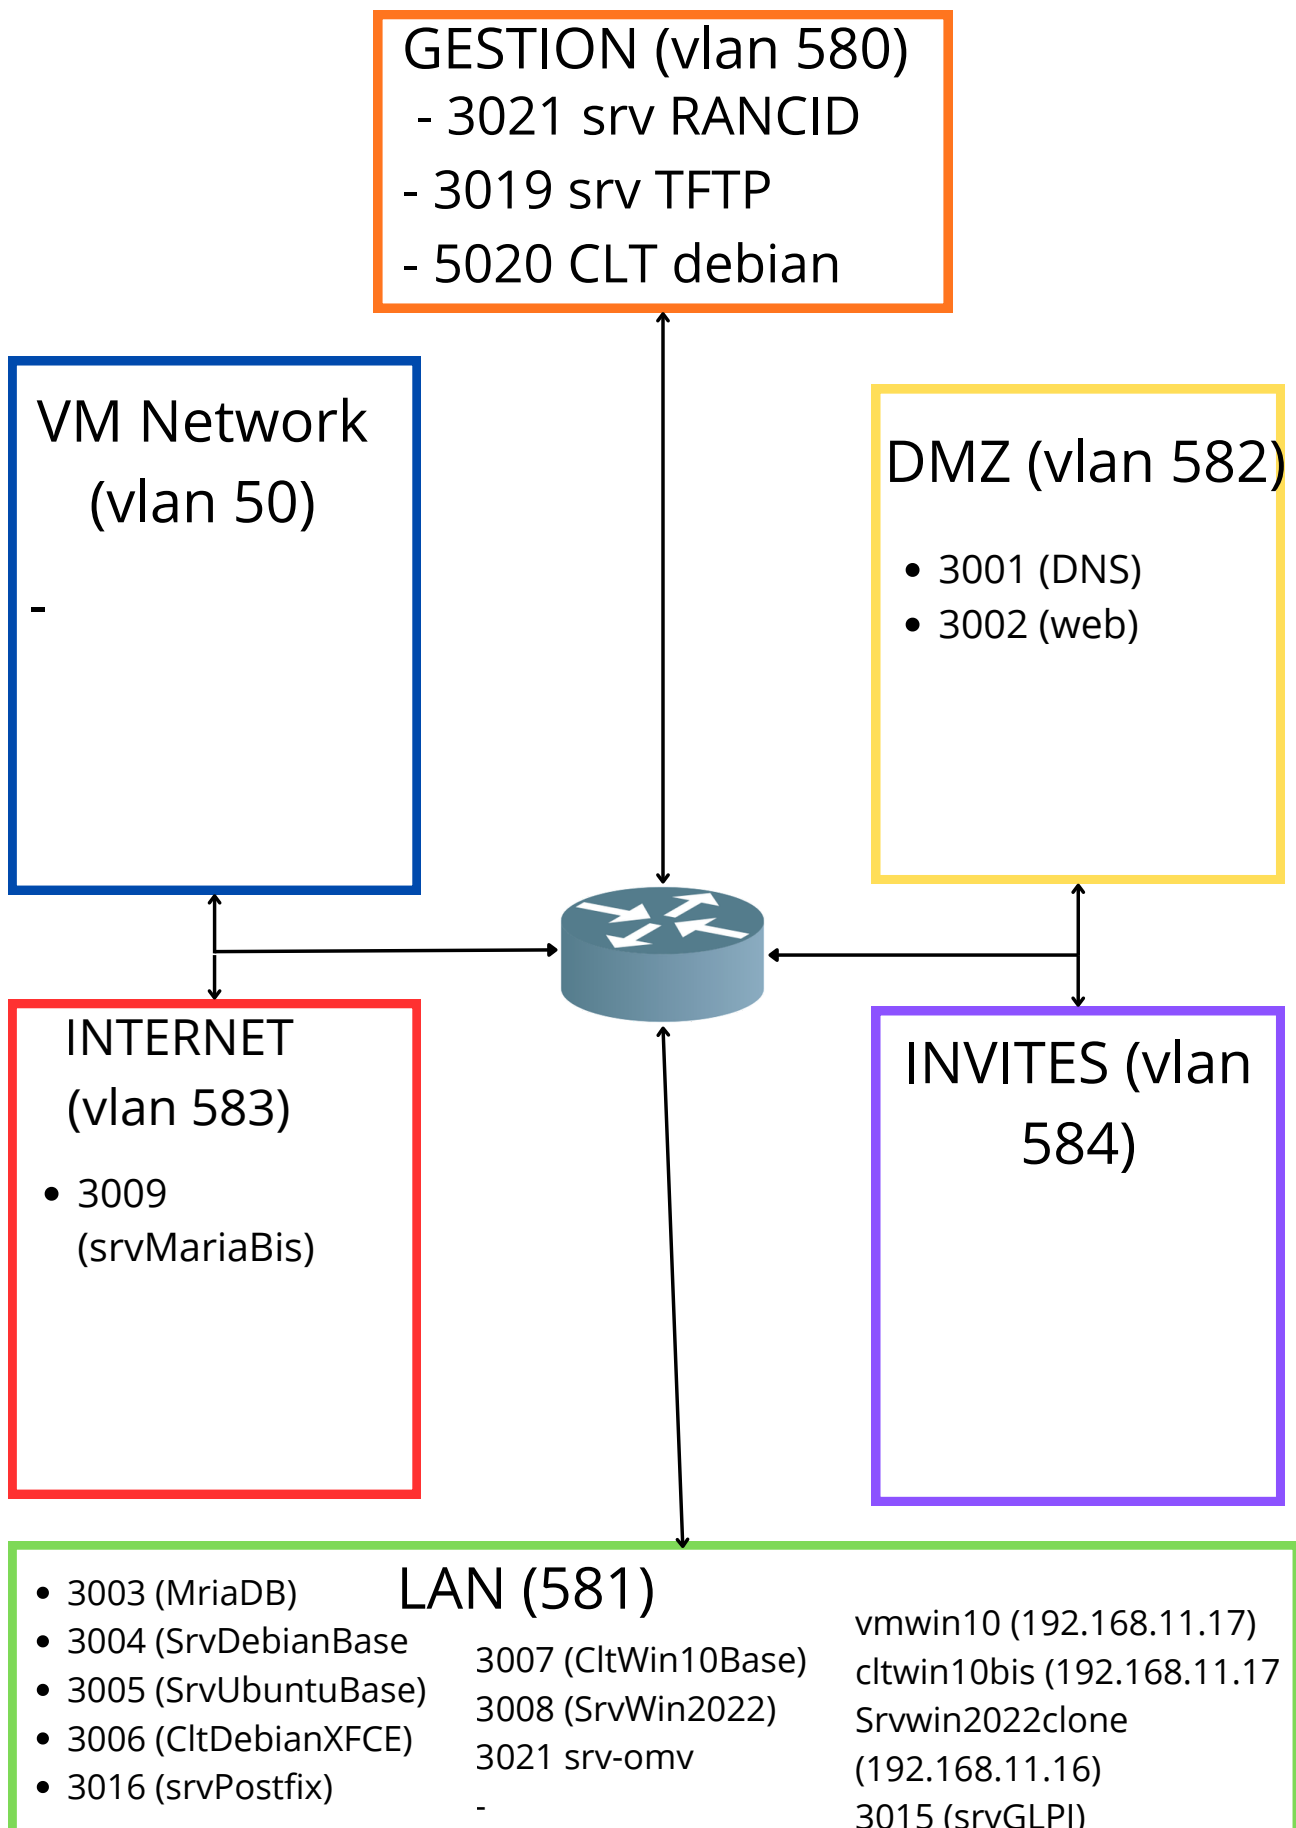 GESTION (vlan 580)
- 3021 srv RANCID
- 3019 srv TFTP
- 5020 CLT debian
VM Network
(vlan 50)
-
DMZ (vlan 582)
• 3001 (DNS)
• 3002 (web)
INTERNET
(vlan 583)
• 3009
(srvMariaBis)
INVITES (vlan
584)
LAN (581)
• 3003 (MriaDB)
• 3004 (SrvDebianBase
• 3005 (SrvUbuntuBase)
• 3006 (CltDebianXFCE)
• 3016 (srvPostfix)
3007 (CltWin10Base)
3008 (SrvWin2022)
3021 srv-omv
-
vmwin10 (192.168.11.17)
cltwin10bis (192.168.11.17
Srvwin2022clone
(192.168.11.16)
3015 (srvGLPI)